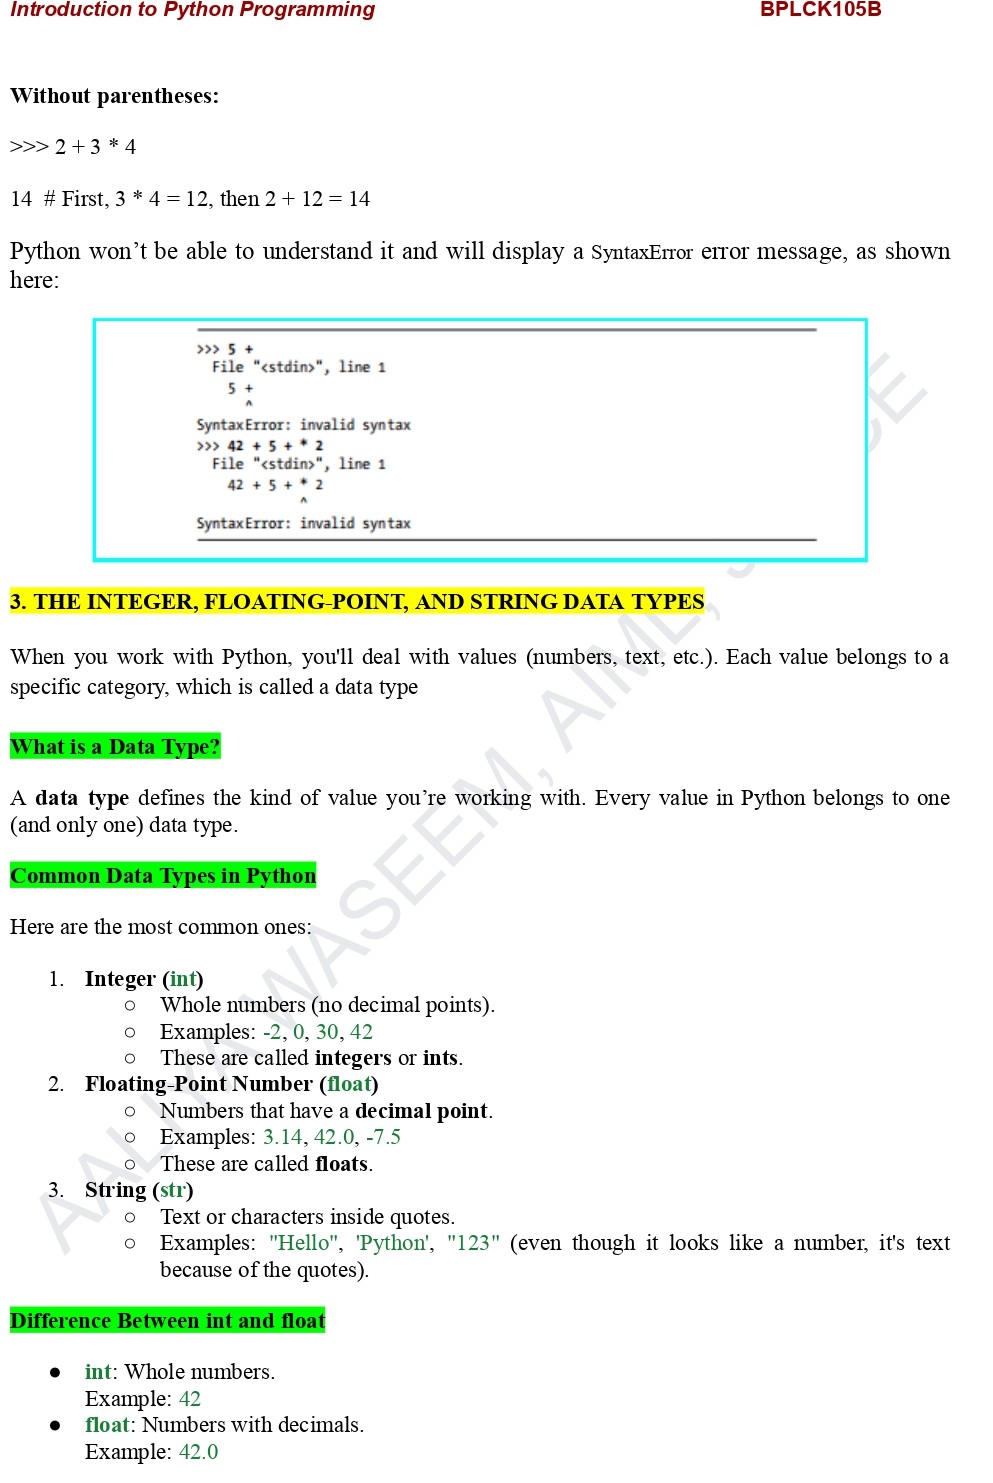 Introduction to Python Programming BPLCK105B
Without parentheses:
>>> 2 + 3 * 4
14 # First, 3 * 4 = 12, then 2 + 12 = 14
Python won’t be able to understand it and will display a SyntaxError error message, as shown
here:
>>> 5 +
File "<stdin>", line 1
5 +
^
SyntaxError: invalid syntax
>>> 42 + 5 + * 2
File "<stdin>", line 1
42 + 5 + * 2
^
SyntaxError: invalid syntax
3. THE INTEGER, FLOATING-POINT, AND STRING DATA TYPES
When you work with Python, you'll deal with values (numbers, text, etc.). Each value belongs to a
specific category, which is called a data type
What is a Data Type?
A data type defines the kind of value you’re working with. Every value in Python belongs to one
(and only one) data type.
Common Data Types in Python
Here are the most common ones:
1. Integer (int)
○ Whole numbers (no decimal points).
○ Examples: -2, 0, 30, 42
○ These are called integers or ints.
2. Floating-Point Number (float)
○ Numbers that have a decimal point.
○ Examples: 3.14, 42.0, -7.5
○ These are called floats.
3. String (str)
○ Text or characters inside quotes.
○ Examples: "Hello", 'Python', "123" (even though it looks like a number, it's text
because of the quotes).
Difference Between int and float
● int: Whole numbers.
Example: 42
● float: Numbers with decimals.
Example: 42.0
AALIYA WASEEM, AIML,